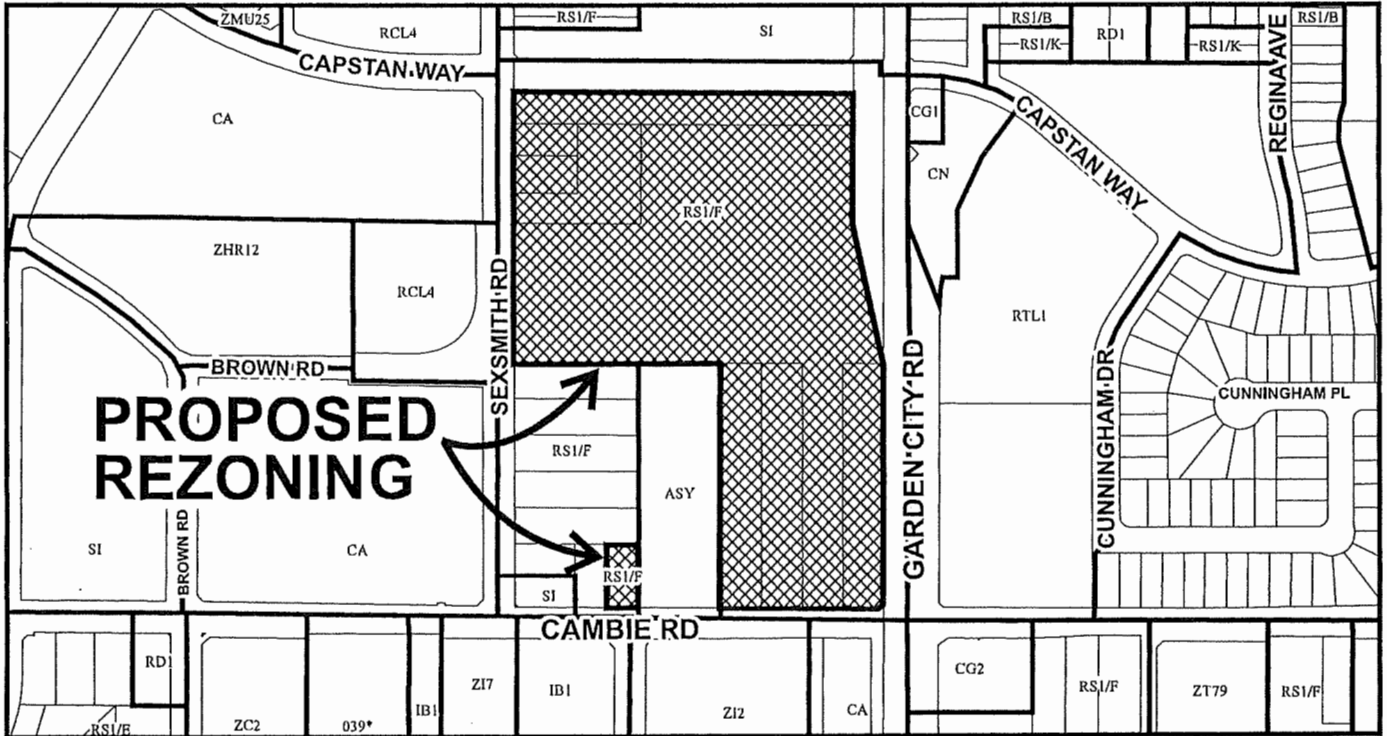 ZMU25
RCL4
RS1/F
SI
RS1/B
RS1/K
RD1
RS1/K
RS1/B
REGINA AVE
CAPSTAN WAY
CA
CG1
CAPSTAN WAY
CN
RS1/F
ZHR12
RCL4
SEXSMITH RD
RTL1
BROWN RD
GARDEN CITY RD
CUNNINGHAM DR
CUNNINGHAM PL
PROPOSED
REZONING
RS1/F
ASY
SI
BROWN RD
CA
RS1/F
SI
CAMBIE RD
RD1
RS1/F
ZC2
039*
IB1
ZI7
IB1
ZI2
CA
CG2
RS1/F
ZT79
RS1/F